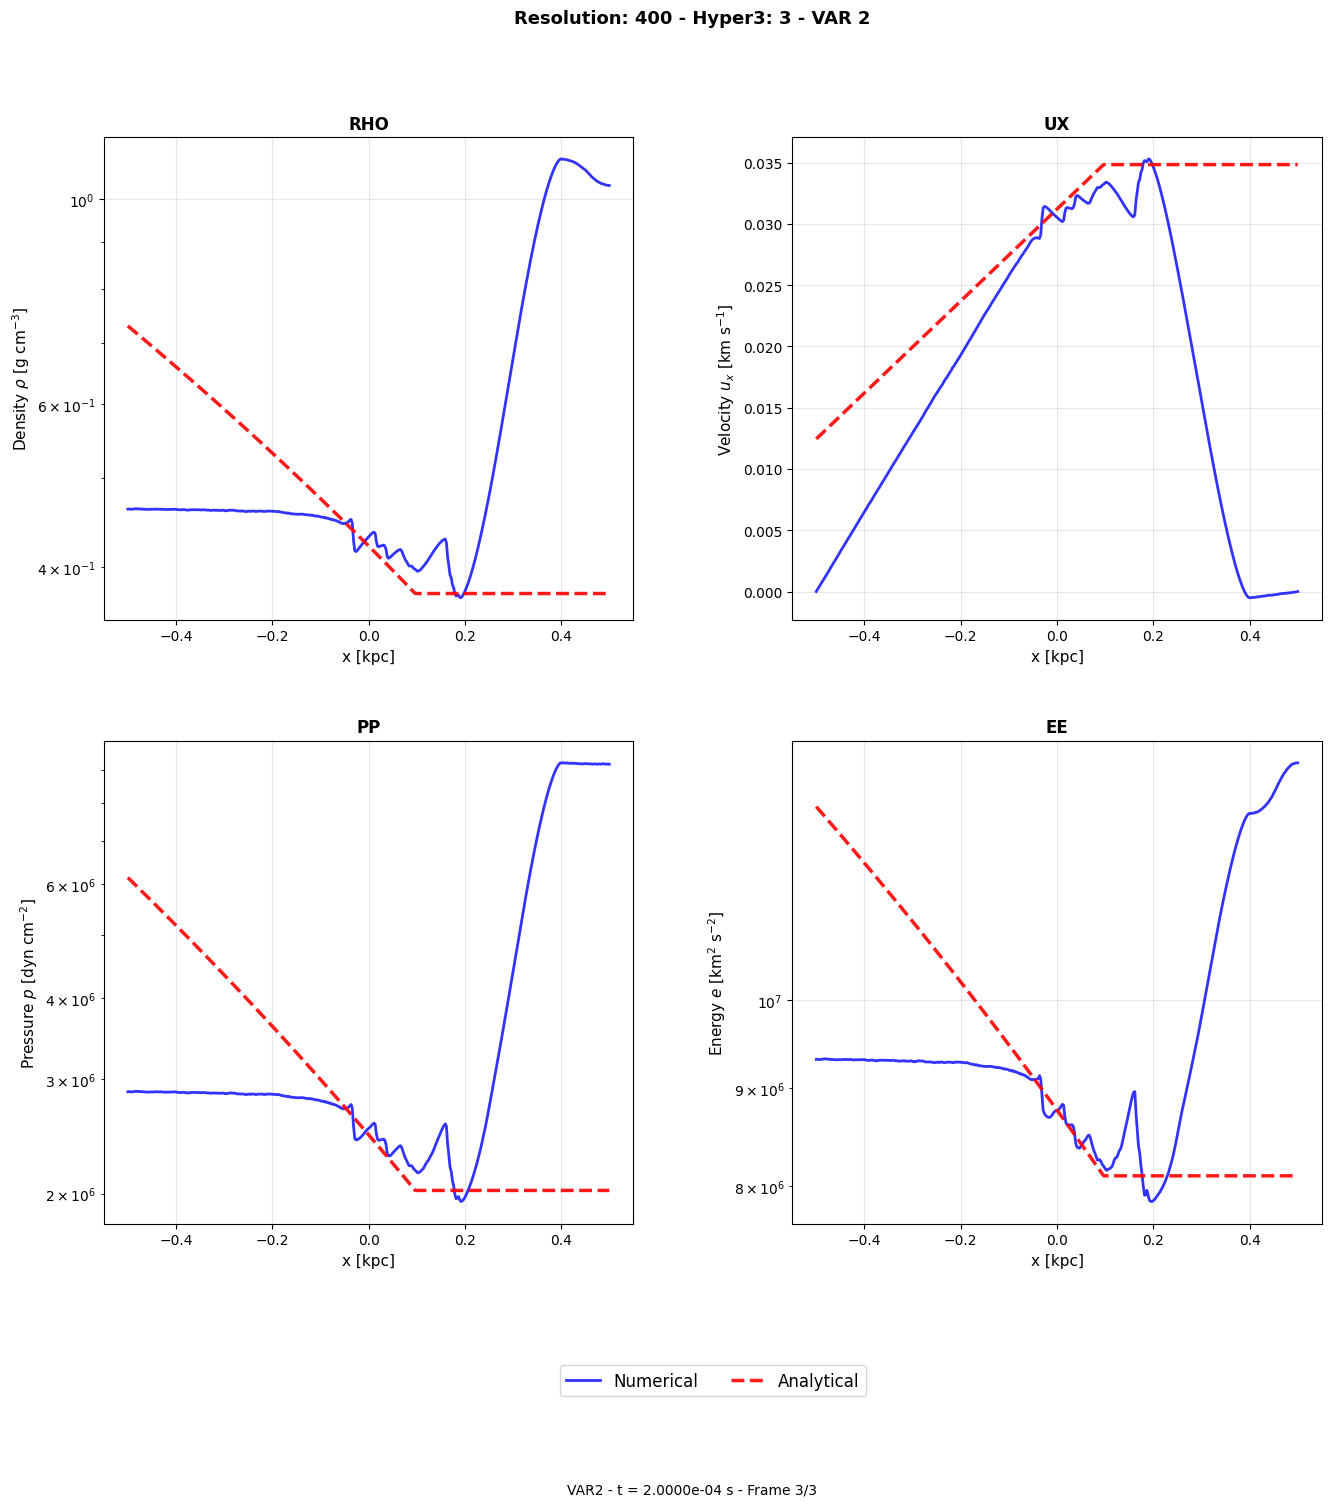 Resolution: 400 - Hyper3: 3 - VAR 2
RHO
Density ρ [g cm⁻³]
10⁰
6 × 10⁻¹
4 × 10⁻¹
−0.4 −0.2 0.0 0.2 0.4
x [kpc]
UX
Velocity uₓ [km s⁻¹]
0.035
0.030
0.025
0.020
0.015
0.010
0.005
0.000
−0.4 −0.2 0.0 0.2 0.4
x [kpc]
PP
Pressure p [dyn cm⁻²]
6 × 10⁶
4 × 10⁶
3 × 10⁶
2 × 10⁶
−0.4 −0.2 0.0 0.2 0.4
x [kpc]
EE
Energy e [km² s⁻²]
10⁷
9 × 10⁶
8 × 10⁶
−0.4 −0.2 0.0 0.2 0.4
x [kpc]
Numerical Analytical
VAR2 - t = 2.0000e-04 s - Frame 3/3